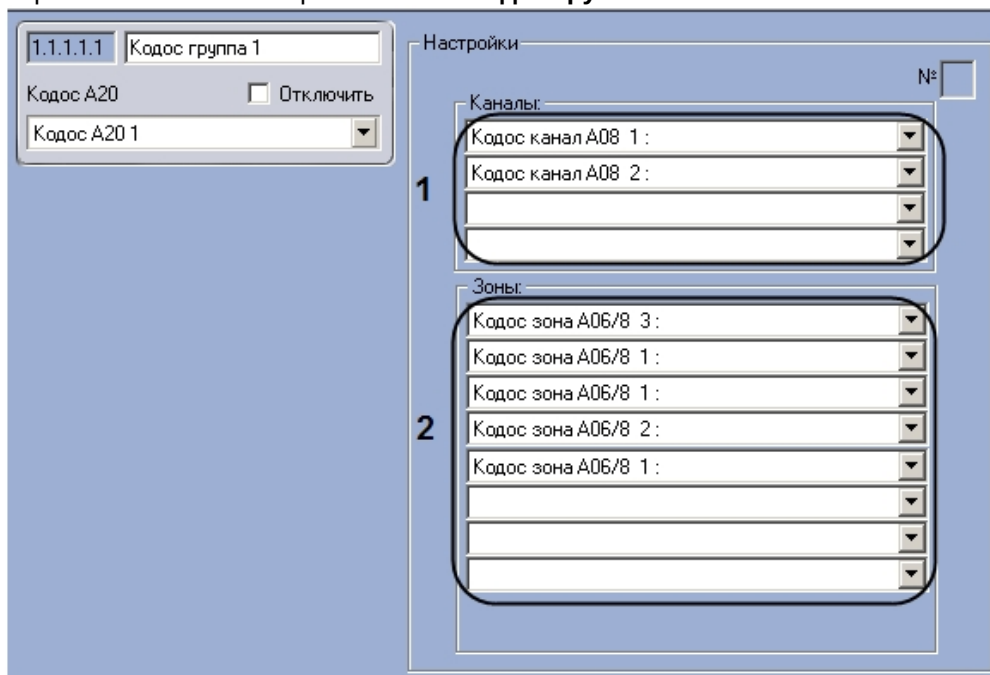 1.1.1.1.1 Кодос группа 1
Кодос А20 Отключить
Кодос А20 1
Настройки
№
Каналы:
1
Кодос канал А08 1 :
Кодос канал А08 2 :
Зоны:
2
Кодос зона А06/8 3 :
Кодос зона А06/8 1 :
Кодос зона А06/8 1 :
Кодос зона А06/8 2 :
Кодос зона А06/8 1 :